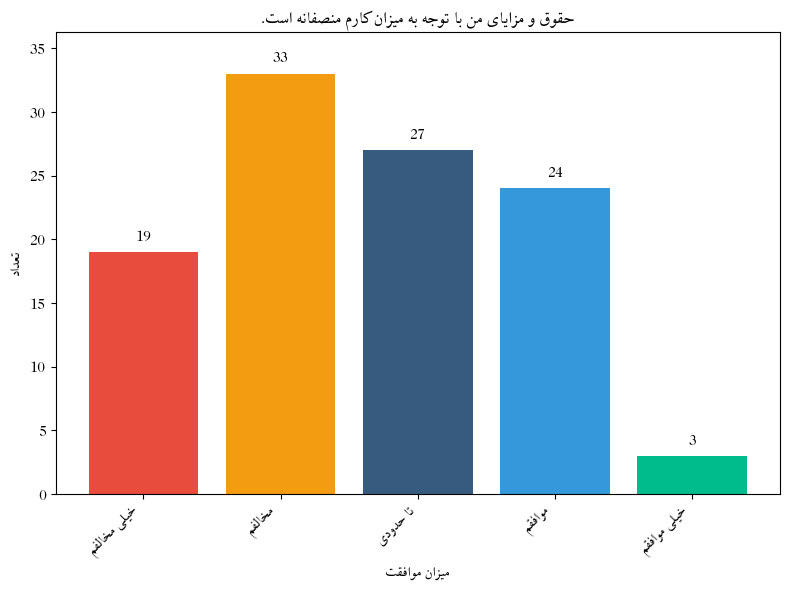 حقوق و مزایای من با توجه به میزان کارم منصفانه است.
35
30
25
20
15
10
5
0
تعداد
19
33
27
24
3
خیلی مخالفم
مخالفم
تا حدودی
موافقم
خیلی موافقم
میزان موافقت